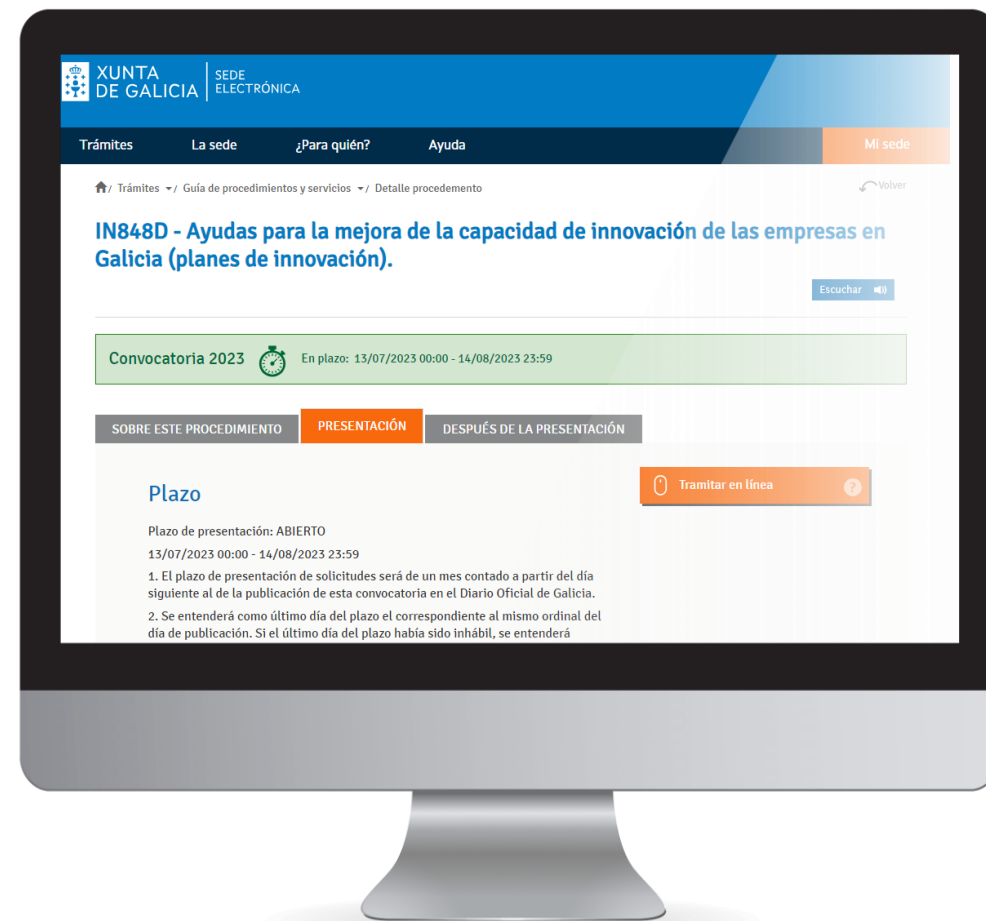 XUNTA
DE GALICIA
SEDE
ELECTRÓNICA
Trámites La sede ¿Para quién? Ayuda Mi sede
/ Trámites / Guía de procedimientos y servicios / Detalle procedemento Volver
IN848D - Ayudas para la mejora de la capacidad de innovación de las empresas en
Galicia (planes de innovación).
Escuchar
Convocatoria 2023 En plazo: 13/07/2023 00:00 - 14/08/2023 23:59
SOBRE ESTE PROCEDIMIENTO PRESENTACIÓN DESPUÉS DE LA PRESENTACIÓN
Tramitar en línea ?
Plazo
Plazo de presentación: ABIERTO
13/07/2023 00:00 - 14/08/2023 23:59
1. El plazo de presentación de solicitudes será de un mes contado a partir del día
siguiente al de la publicación de esta convocatoria en el Diario Oficial de Galicia.
2. Se entenderá como último día del plazo el correspondiente al mismo ordinal del
día de publicación. Si el último día del plazo había sido inhábil, se entenderá